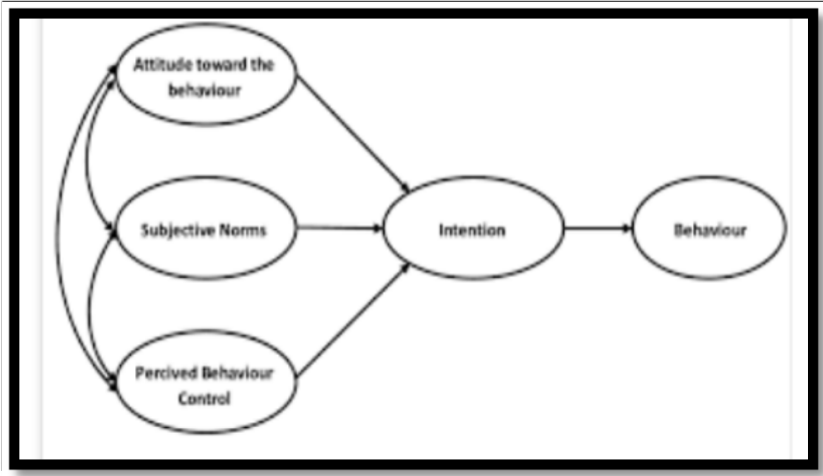 Attitude toward the
behaviour
Subjective Norms
Intention
Behaviour
Percived Behaviour
Control